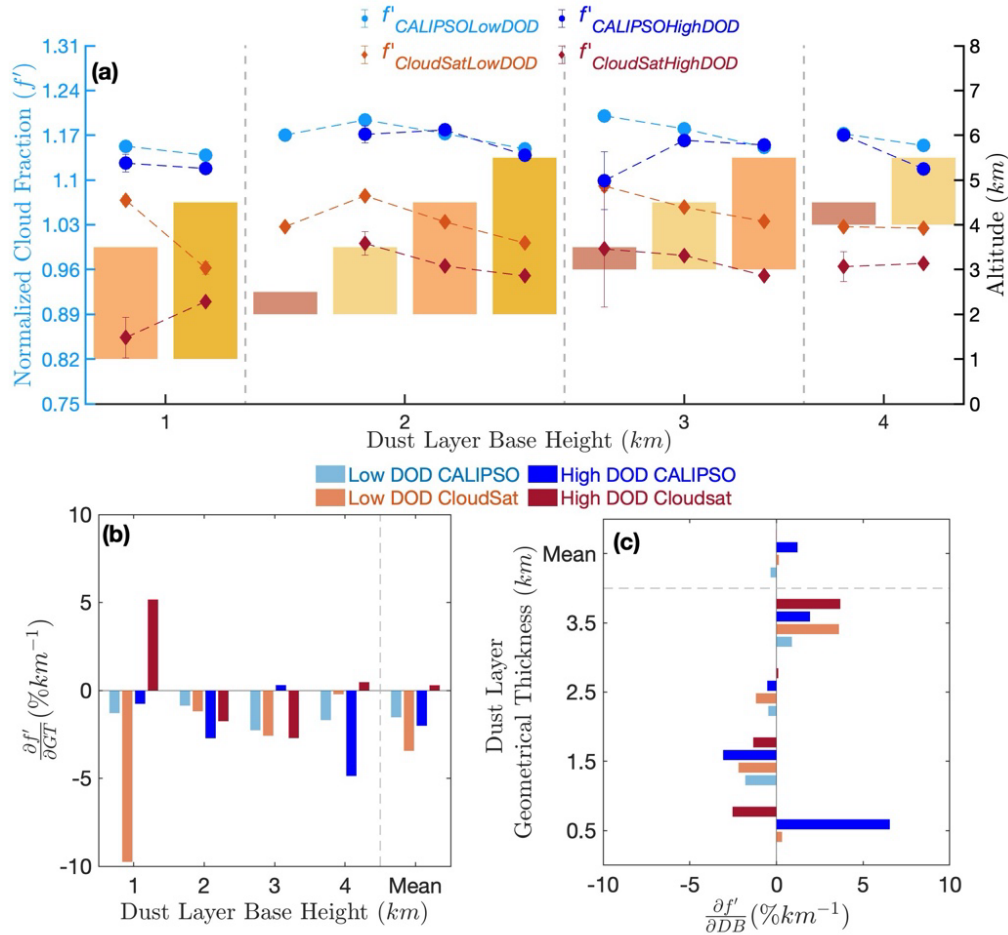 f'CALIPSOLowDOD f'CALIPSOHighDOD
f'CloudSatLowDOD f'CloudSatHighDOD
(a)
Normalized Cloud Fraction (f')
1.31
1.24
1.17
1.1
1.03
0.96
0.89
0.82
0.75
8
7
6
5
4
3
2
1
0
Altitude (km)
1 2 3 4
Dust Layer Base Height (km)
Low DOD CALIPSO High DOD CALIPSO
Low DOD CloudSat High DOD Cloudsat
(b)
∂f'/∂GT (%km⁻¹)
10
5
0
-5
-10
1 2 3 4 Mean
Dust Layer Base Height (km)
(c)
Dust Layer
Geometrical Thickness (km)
Mean
3.5
2.5
1.5
0.5
-10 -5 0 5 10
∂f'/∂DB (%km⁻¹)